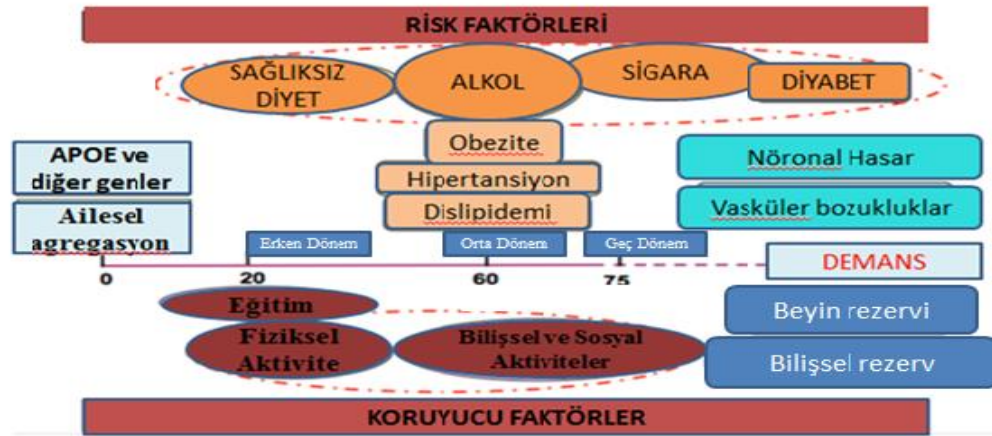 RİSK FAKTÖRLERİ
SAĞLIKSIZ
DİYET
ALKOL
SİGARA
DİYABET
Obezite
Hipertansiyon
Dislipidemi
APOE ve
diğer genler
Ailesel
agregasyon
Nöronal Hasar
Vasküler bozukluklar
Erken Dönem
Orta Dönem
Geç Dönem
DEMANS
0
20
60
75
Eğitim
Fiziksel
Aktivite
Bilişsel ve Sosyal
Aktiviteler
Beyin rezervi
Bilişsel rezerv
KORUYUCU FAKTÖRLER